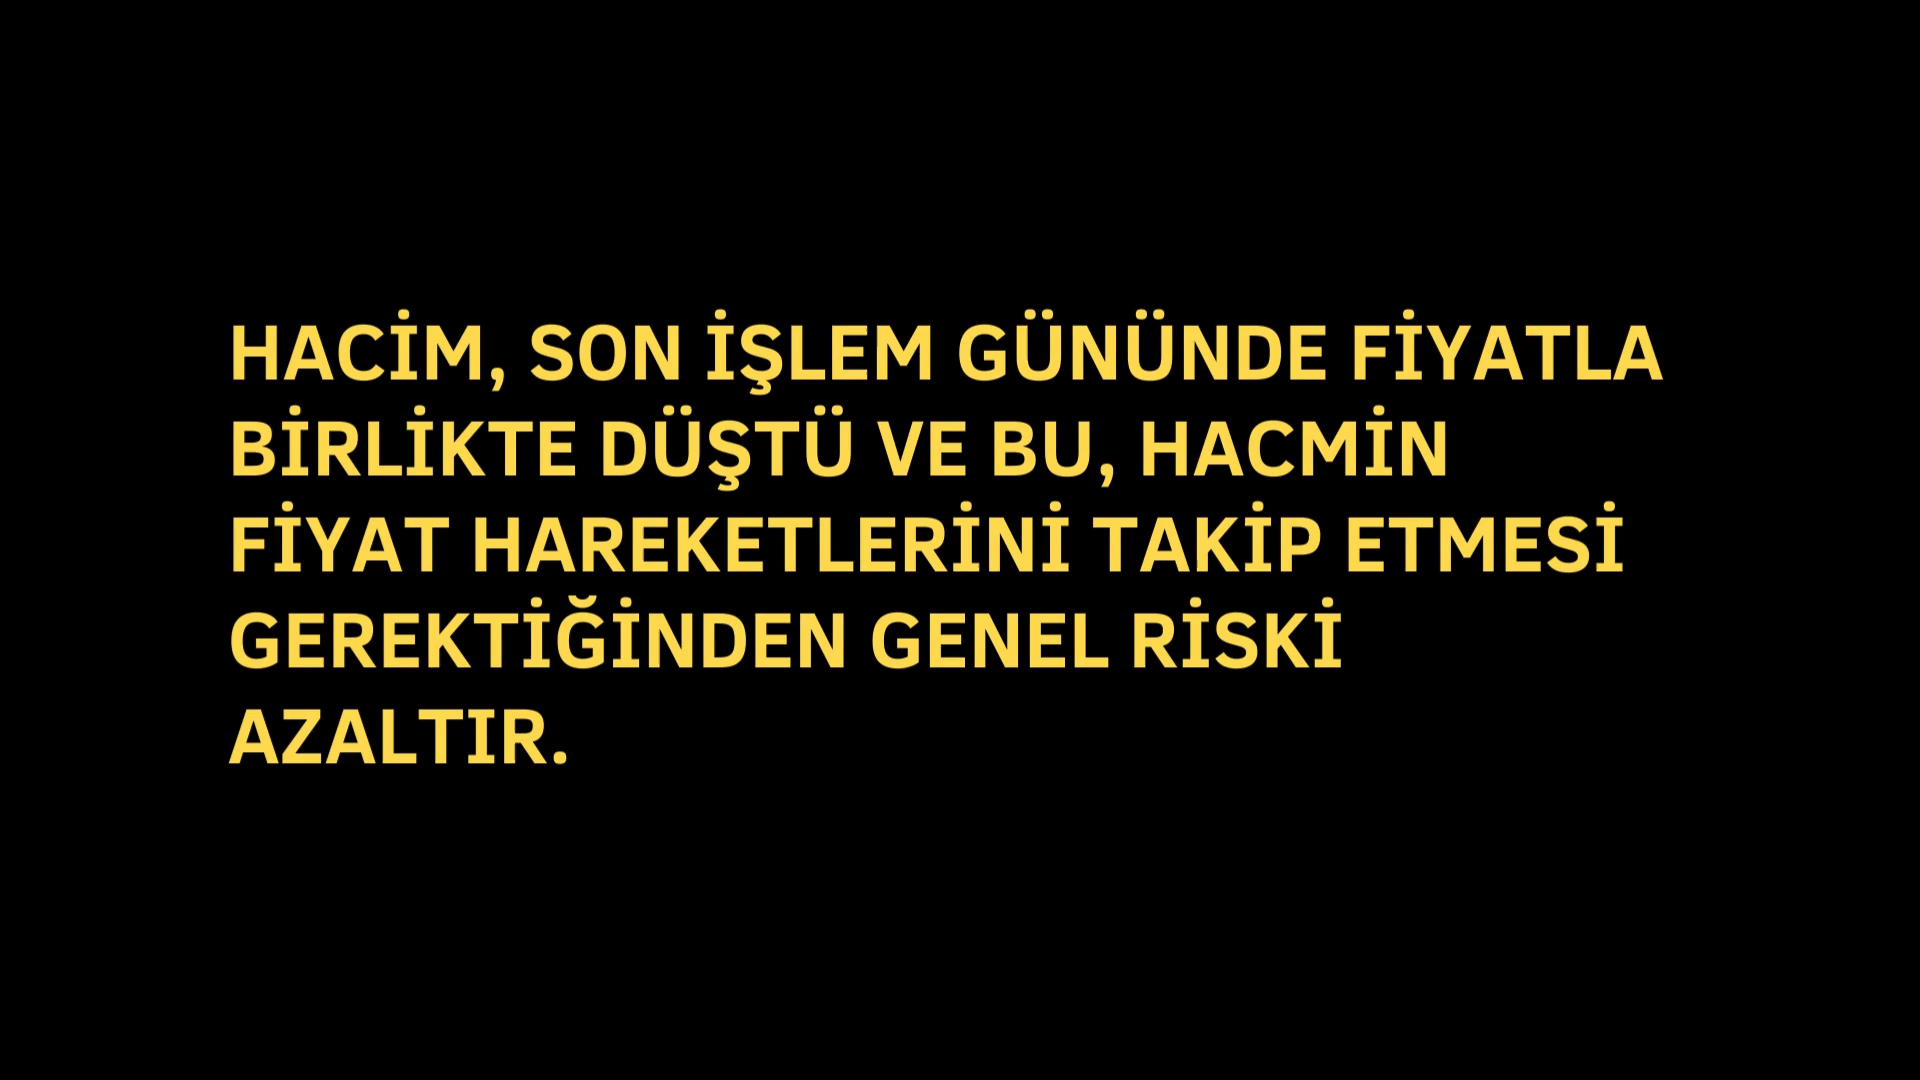 HACİM, SON İŞLEM GÜNÜNDE FİYATLA
BİRLİKTE DÜŞTÜ VE BU, HACMİN
FİYAT HAREKETLERİNİ TAKİP ETMESİ
GEREKTİĞİNDEN GENEL RİSKİ
AZALTIR.